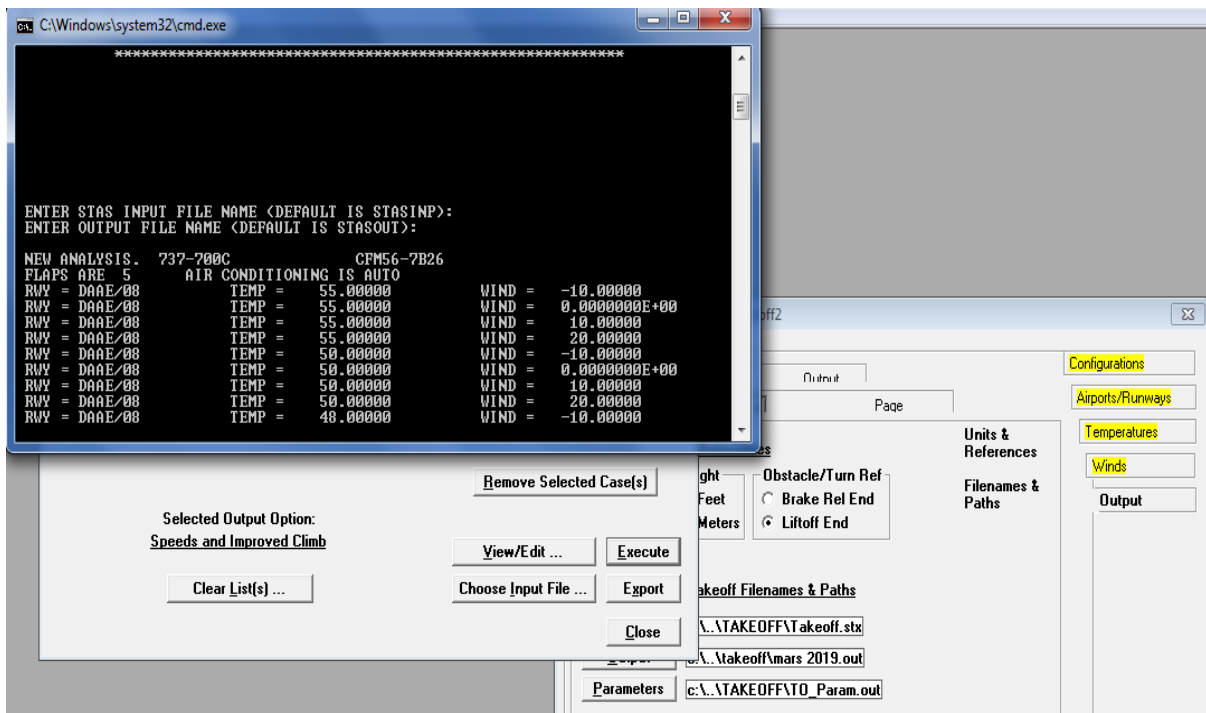 C:\Windows\system32\cmd.exe
*********************************************************
ENTER STAS INPUT FILE NAME (DEFAULT IS STASINP):
ENTER OUTPUT FILE NAME (DEFAULT IS STASOUT):
NEW ANALYSIS. 737-700C CFM56-7B26
FLAPS ARE 5 AIR CONDITIONING IS AUTO
RWY = DAAE/08 TEMP = 55.00000 WIND = -10.00000
RWY = DAAE/08 TEMP = 55.00000 WIND = 0.0000000E+00
RWY = DAAE/08 TEMP = 55.00000 WIND = 10.00000
RWY = DAAE/08 TEMP = 55.00000 WIND = 20.00000
RWY = DAAE/08 TEMP = 50.00000 WIND = -10.00000
RWY = DAAE/08 TEMP = 50.00000 WIND = 0.0000000E+00
RWY = DAAE/08 TEMP = 50.00000 WIND = 10.00000
RWY = DAAE/08 TEMP = 50.00000 WIND = 20.00000
RWY = DAAE/08 TEMP = 48.00000 WIND = -10.00000
Remove Selected Case(s)
Selected Output Option:
Speeds and Improved Climb
View/Edit ... Execute
Clear List(s) ... Choose Input File ... Export
Close
off2
Output
Page
Configurations
Airports/Runways
Temperatures
Winds
Output
Units &
References
Filenames &
Paths
es
ght Obstacle/Turn Ref
Feet Brake Rel End
Meters Liftoff End
akeoff Filenames & Paths
\..\TAKEOFF\Takeoff.stx
\..\takeoff\mars 2019.out
Parameters c:\..\TAKEOFF\TO_Param.out